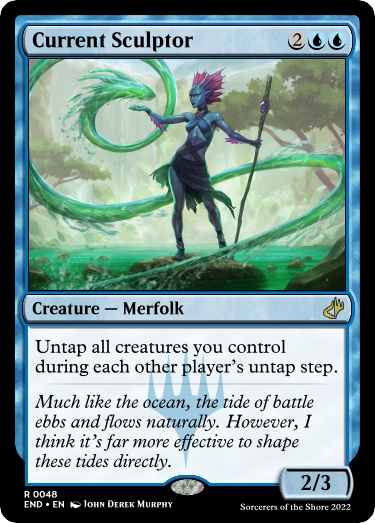 Current Sculptor 2
Creature — Merfolk
Untap all creatures you control
during each other player's untap step.
Much like the ocean, the tide of battle
ebbs and flows naturally. However, I
think it's far more effective to shape
these tides directly.
2/3
R 0048
END • EN John Derek Murphy
Sorcerers of the Shore 2022